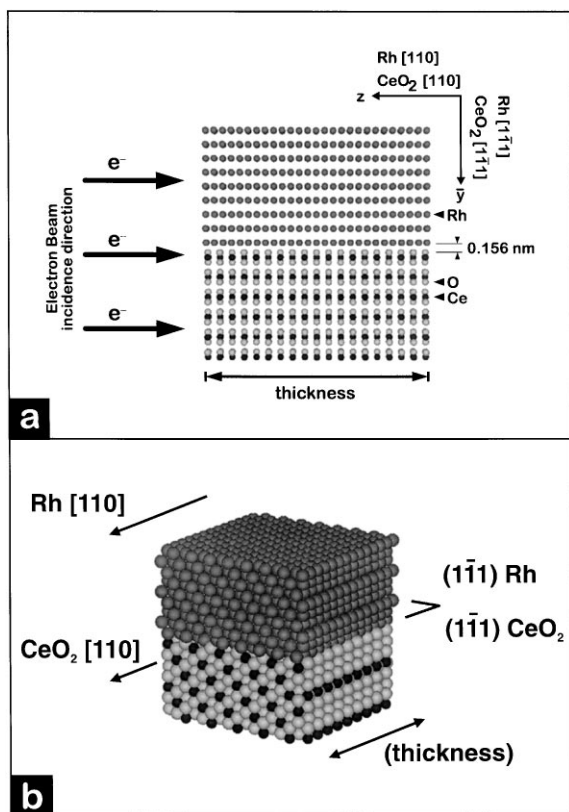 Rh [110]
CeO2 [110]
z
Rh [11̄1]
CeO2 [11̄1]
ȳ
e−
Rh
0.156 nm
e−
O
Ce
e−
Electron Beam
incidence direction
thickness
a
Rh [110]
(11̄1) Rh
(11̄1) CeO2
CeO2 [110]
(thickness)
b